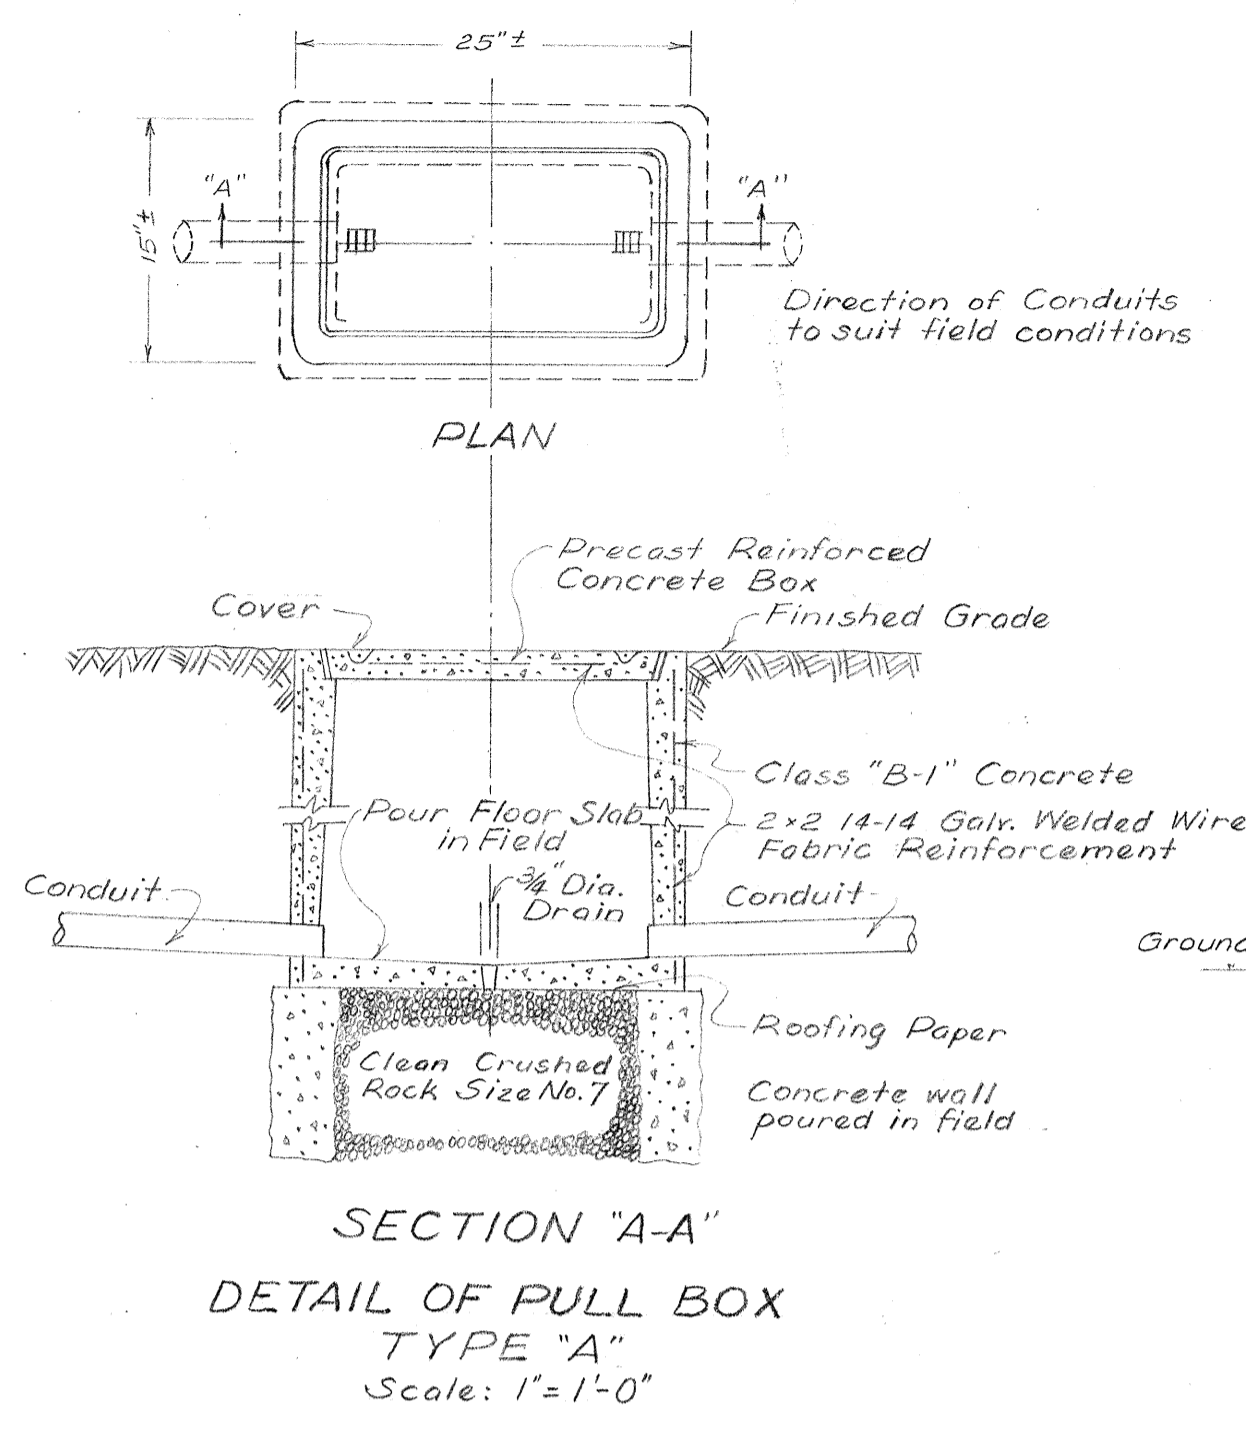 25"±
"A"
"A"
15"±
Direction of Conduits
to suit field conditions
PLAN
Precast Reinforced
Concrete Box
Cover
Finished Grade
Class "B-1" Concrete
Pour Floor Slab
in Field
2x2 14-14 Galv. Welded Wire
Fabric Reinforcement
3/4" Dia.
Drain
Conduit
Conduit
Ground
Roofing Paper
Clean Crushed
Rock Size No. 7
Concrete wall
poured in field
SECTION "A-A"
DETAIL OF PULL BOX
TYPE "A"
Scale: 1" = 1'-0"